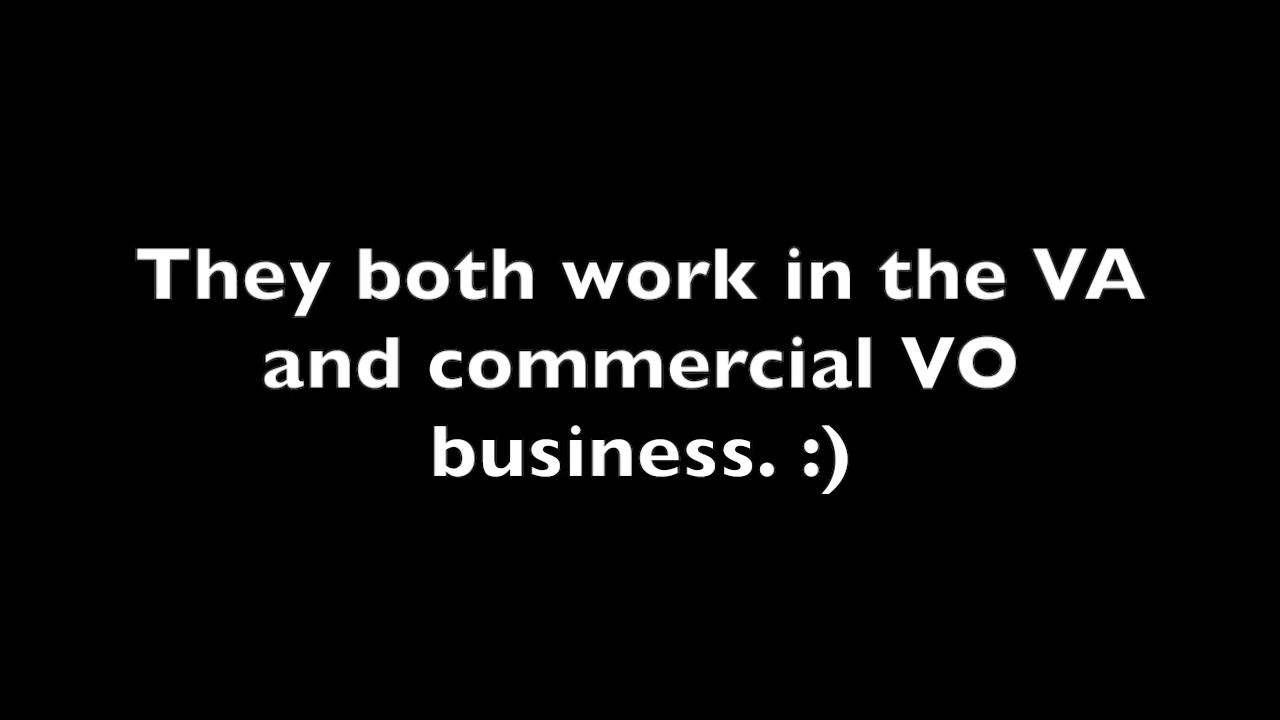 They both work in the VA
and commercial VO
business. :)